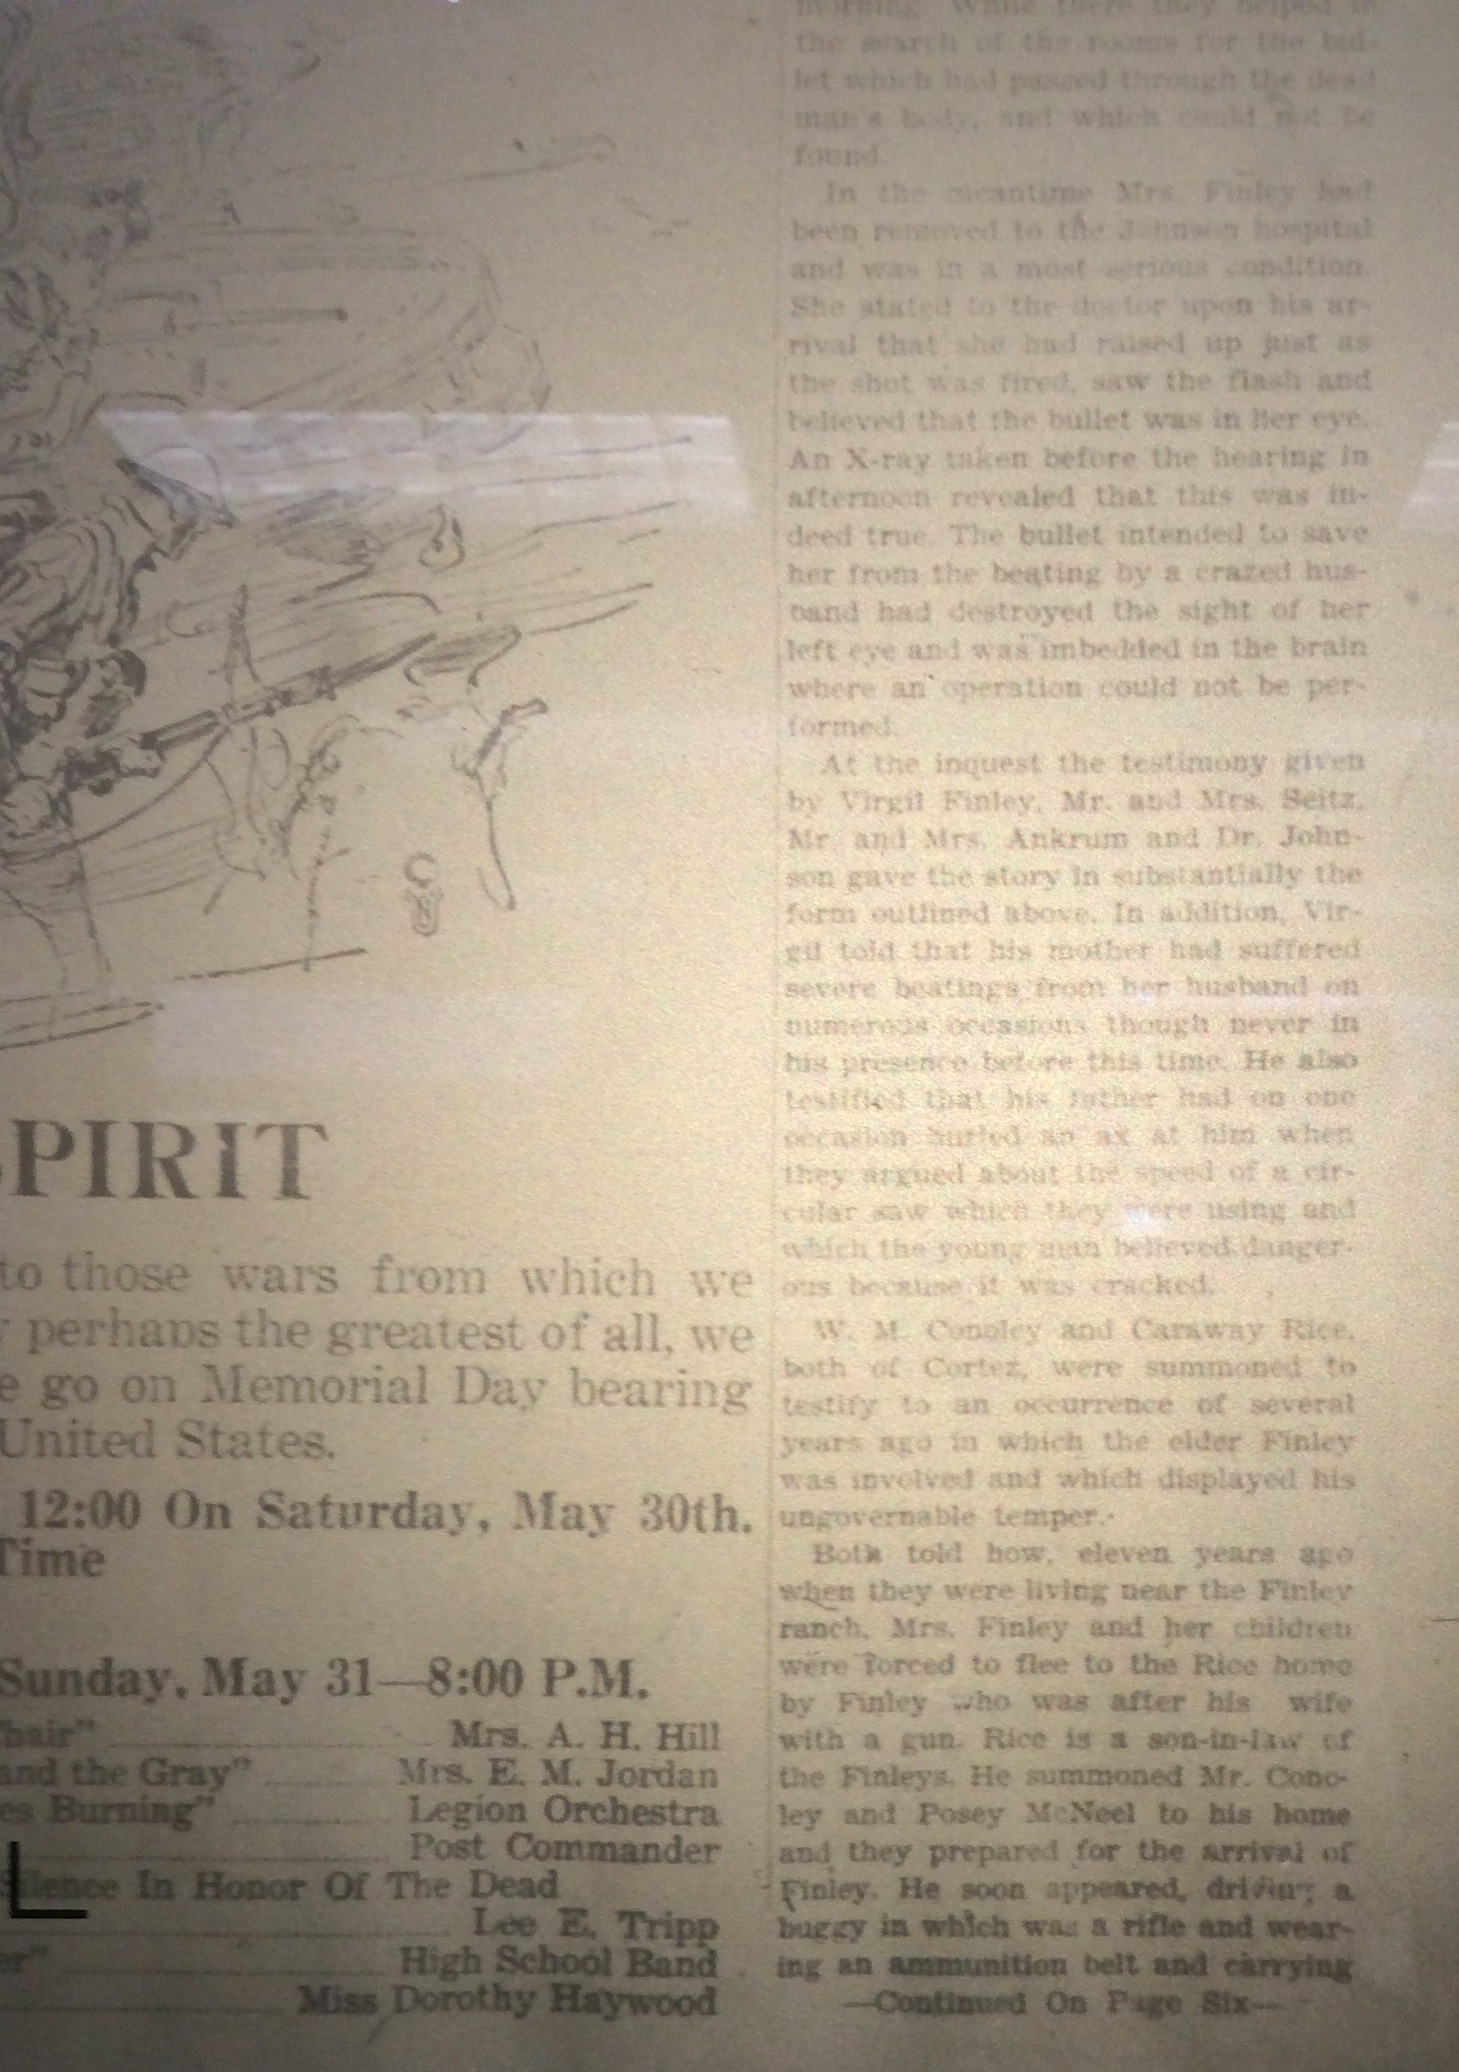 PIRIT
to those wars from which we
perhaps the greatest of all, we
e go on Memorial Day bearing
United States.
12:00 On Saturday, May 30th.
Time
Sunday, May 31—8:00 P.M.
hair" Mrs. A. H. Hill
and the Gray" Mrs. E. M. Jordan
es Burning" Legion Orchestra
Post Commander
Silence In Honor Of The Dead
Lee E. Tripp
er" High School Band
Miss Dorothy Haywood
morning. While there they helped in
the search of the rooms for the bul-
let which had passed through the dead
man's body, and which could not be
found.
In the meantime Mrs. Finley had
been removed to the Johnson hospital
and was in a most serious condition.
She stated to the doctor upon his ar-
rival that she had raised up just as
the shot was fired, saw the flash and
believed that the bullet was in her eye.
An X-ray taken before the hearing in
afternoon revealed that this was in-
deed true. The bullet intended to save
her from the beating by a crazed hus-
band had destroyed the sight of her
left eye and was imbedded in the brain
where an operation could not be per-
formed.
At the inquest the testimony given
by Virgil Finley, Mr. and Mrs. Seitz,
Mr. and Mrs. Ankrum and Dr. John-
son gave the story in substantially the
form outlined above. In addition, Vir-
gil told that his mother had suffered
severe beatings from her husband on
numerous occasions though never in
his presence before this time. He also
testified that his father had on one
occasion hurled an ax at him when
they argued about the speed of a cir-
cular saw which they were using and
which the young man believed danger-
ous because it was cracked.
W. M. Conoley and Caraway Rice,
both of Cortez, were summoned to
testify to an occurrence of several
years ago in which the elder Finley
was involved and which displayed his
ungovernable temper.
Both told how, eleven years ago
when they were living near the Finley
ranch, Mrs. Finley and her children
were forced to flee to the Rice home
by Finley who was after his wife
with a gun. Rice is a son-in-law of
the Finleys. He summoned Mr. Cono-
ley and Posey McNeel to his home
and they prepared for the arrival of
Finley. He soon appeared, driving a
buggy in which was a rifle and wear-
ing an ammunition belt and carrying
—Continued On Page Six—